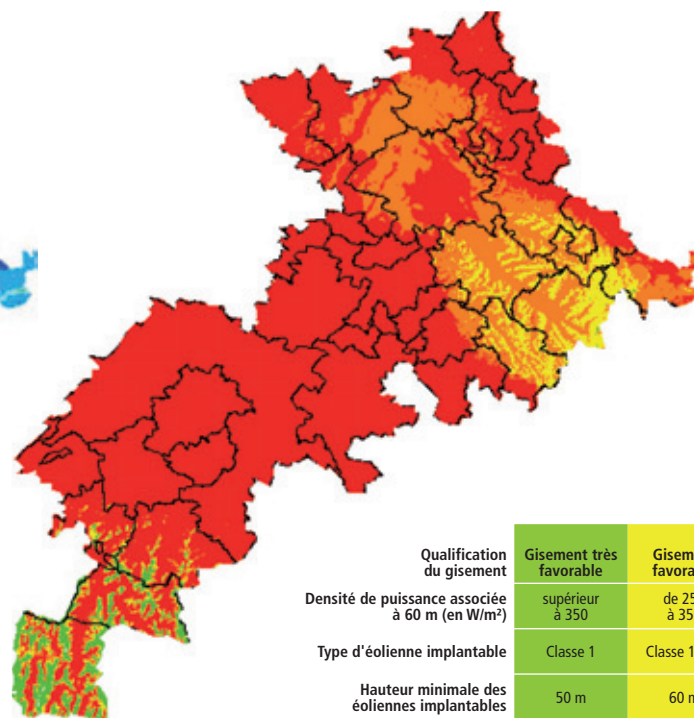 Qualification
du gisement
Gisement très
favorable
Densité de puissance associée
à 60 m (en W/m²)
supérieur
à 350
Type d'éolienne implantable
Classe 1
Classe 1
Hauteur minimale des
éoliennes implantables
50 m